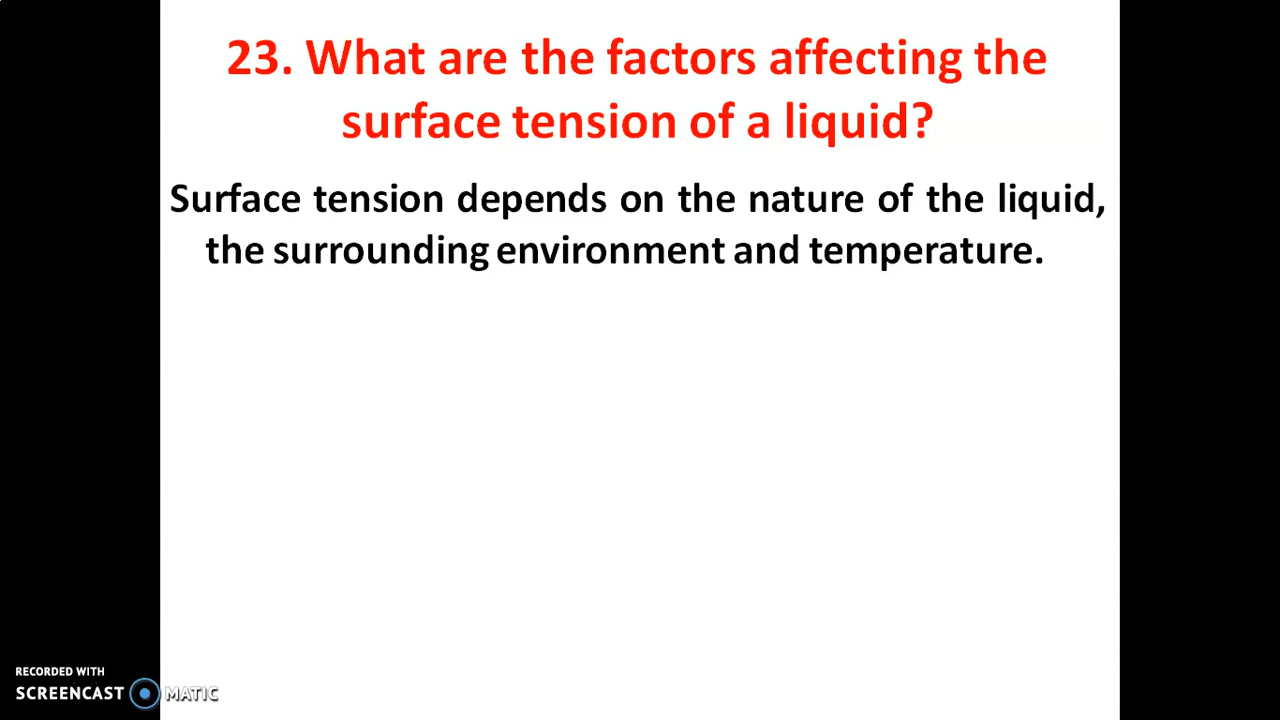 23. What are the factors affecting the
surface tension of a liquid?
Surface tension depends on the nature of the liquid,
the surrounding environment and temperature.
RECORDED WITH
SCREENCAST MATIC